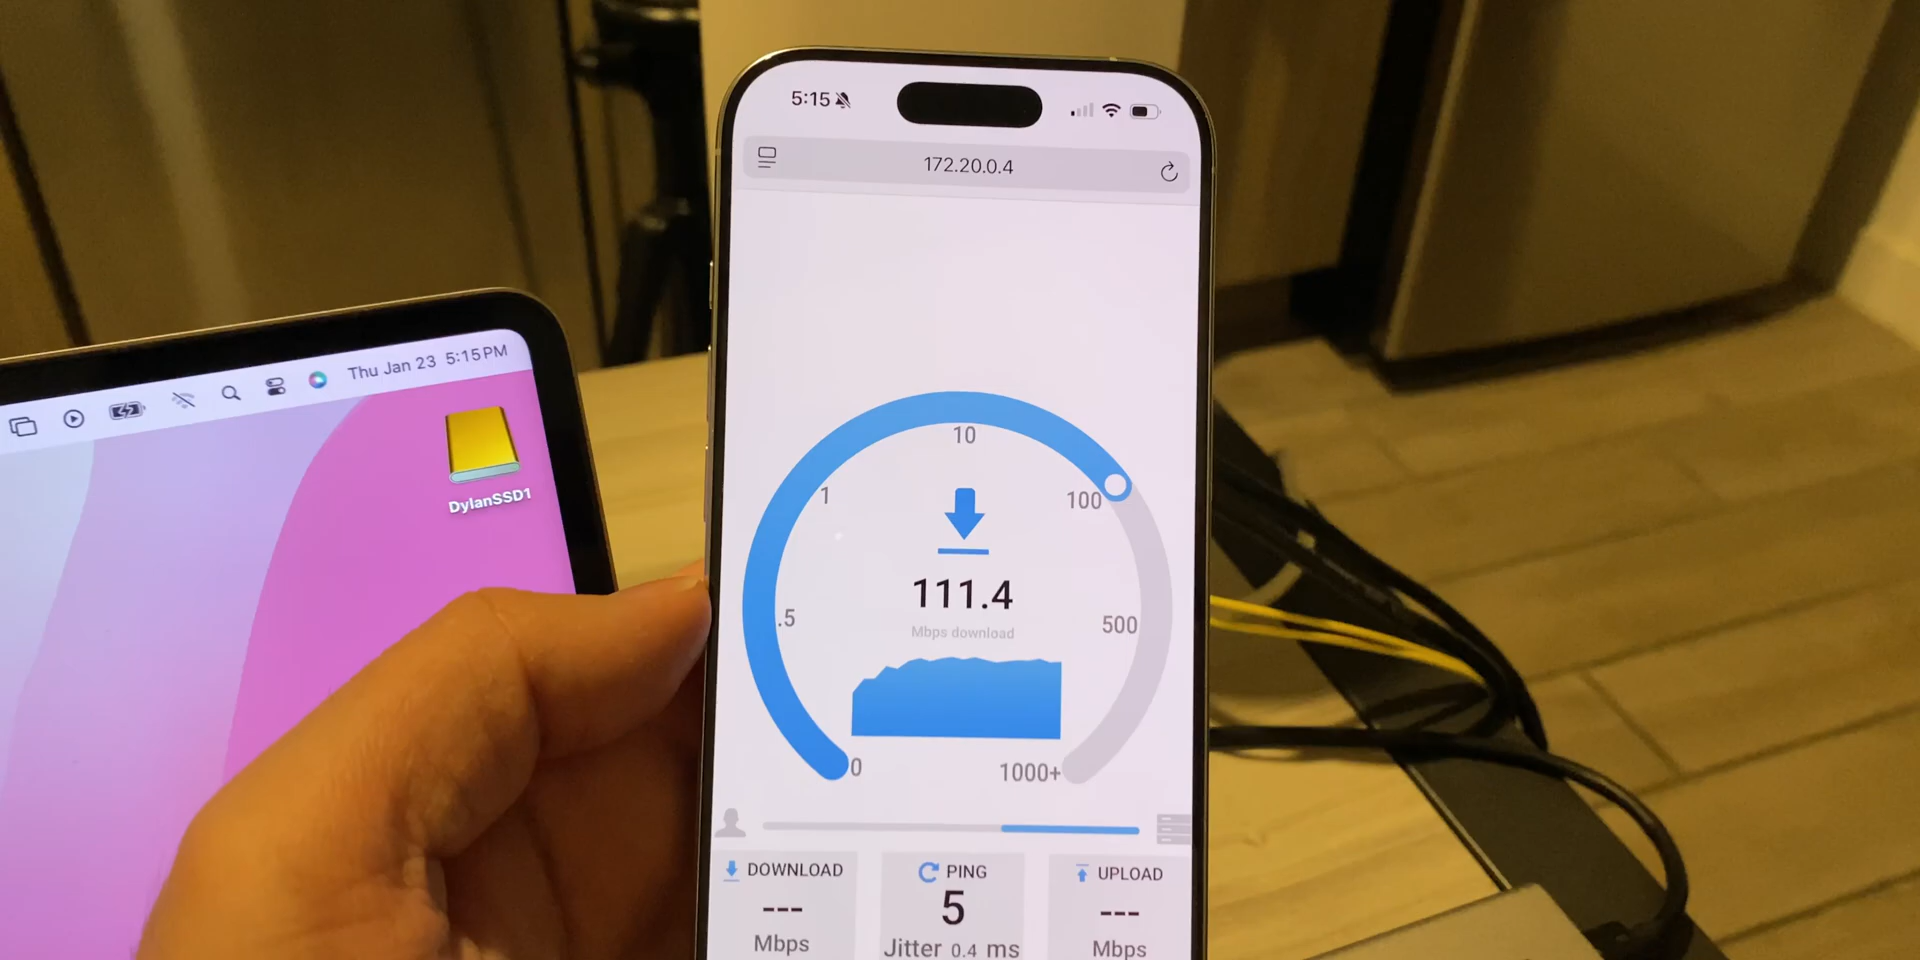 Thu Jan 23 5:15 PM
DylanSSD1
5:15
172.20.0.4
10
1
100
.5
500
0
1000+
111.4
Mbps download
DOWNLOAD
---
Mbps
PING
5
Jitter 0.4 ms
UPLOAD
---
Mbps